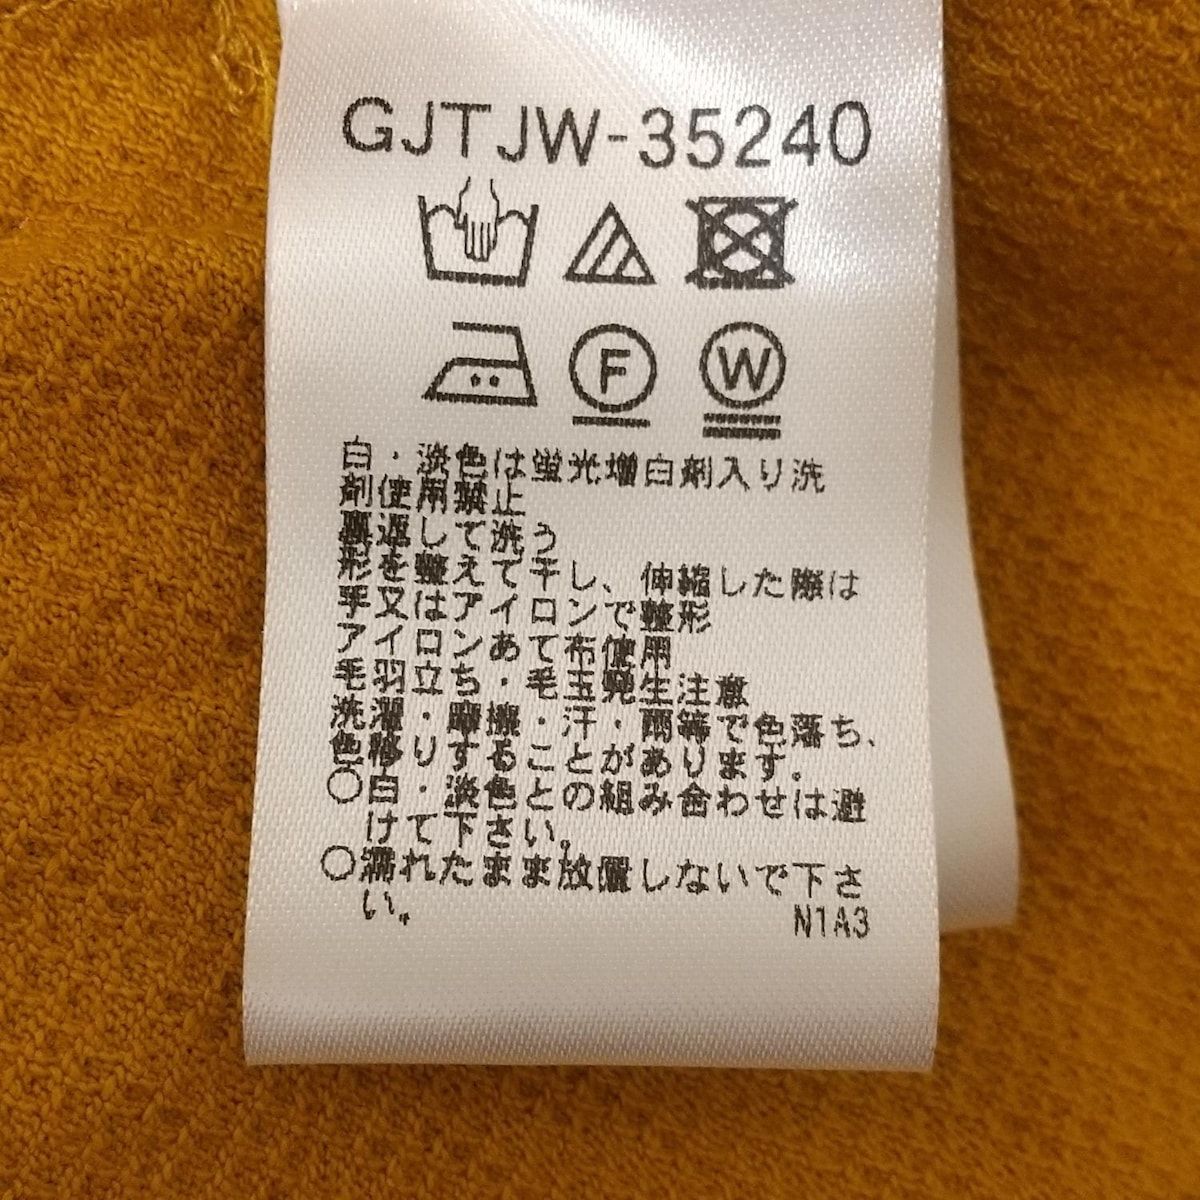 GJTJW-35240
F
W
白・淡色は蛍光増白剤入り洗
剤使用禁止
裏返して洗う
形を整えて干し、伸縮した際は
手又はアイロンで整形
アイロンあて布使用
毛羽立ち・毛玉発生注意
洗濯・摩擦・汗・雨等で色落ち、
色移りすることがあります。
○白・淡色との組み合わせは避
けて下さい。
○濡れたまま放置しないで下さ
い。
N1A3